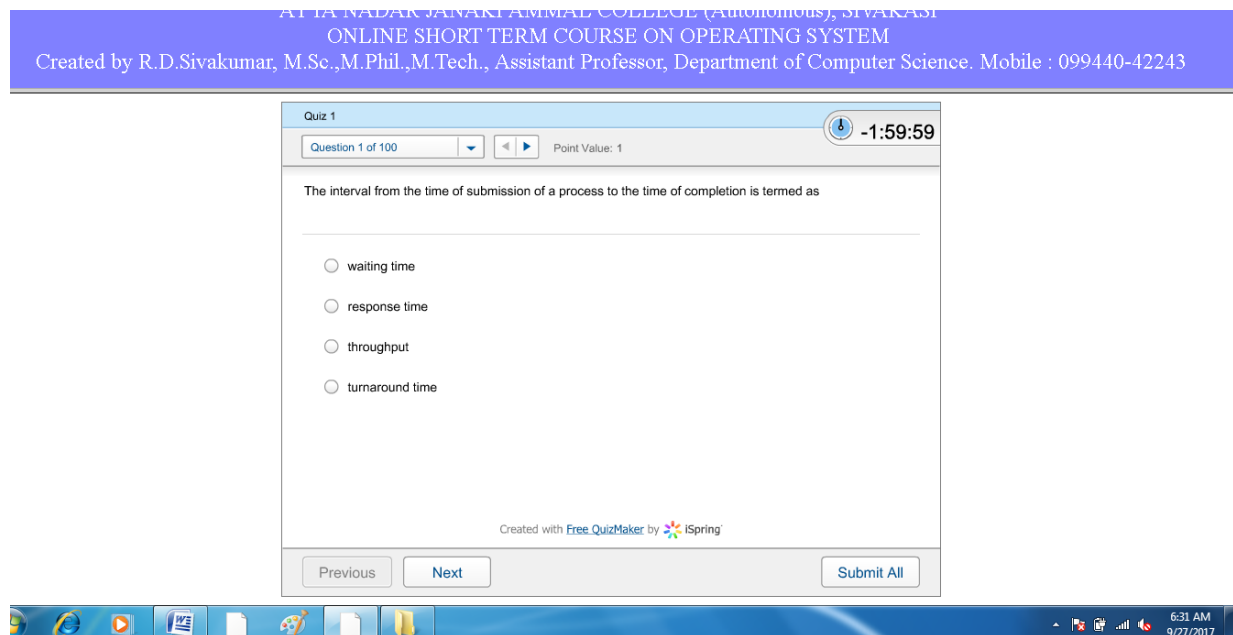 ONLINE SHORT TERM COURSE ON OPERATING SYSTEM
Created by R.D.Sivakumar, M.Sc.,M.Phil.,M.Tech., Assistant Professor, Department of Computer Science. Mobile : 099440-42243
Quiz 1
-1:59:59
Question 1 of 100
Point Value: 1
The interval from the time of submission of a process to the time of completion is termed as
waiting time
response time
throughput
turnaround time
Created with Free QuizMaker by iSpring
Previous
Next
Submit All
6:31 AM
9/27/2017